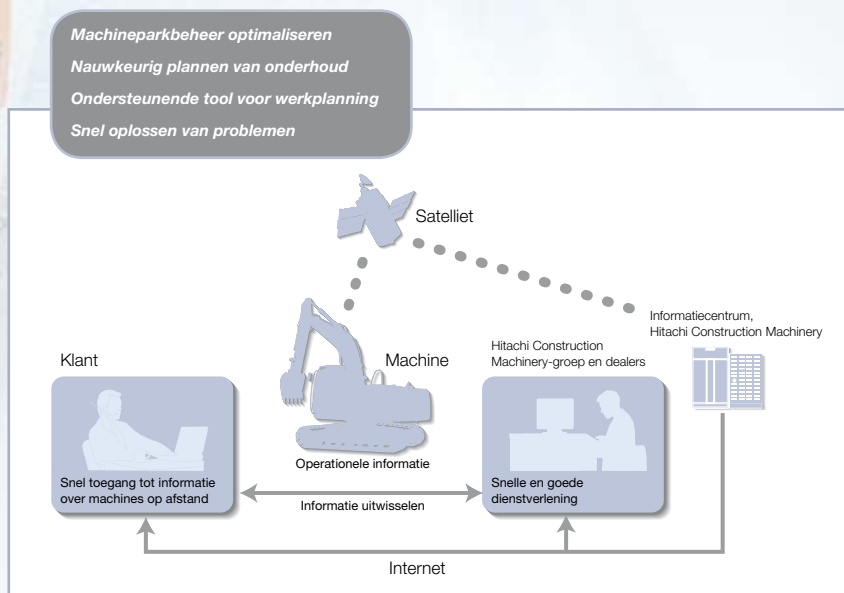 Machineparkbeheer optimaliseren
Nauwkeurig plannen van onderhoud
Ondersteunende tool voor werkplanning
Snel oplossen van problemen
Satelliet
Informatiecentrum,
Hitachi Construction Machinery
Hitachi Construction
Machinery-groep en dealers
Klant
Machine
Operationele informatie
Snel toegang tot informatie
over machines op afstand
Snelle en goede
dienstverlening
Informatie uitwisselen
Internet